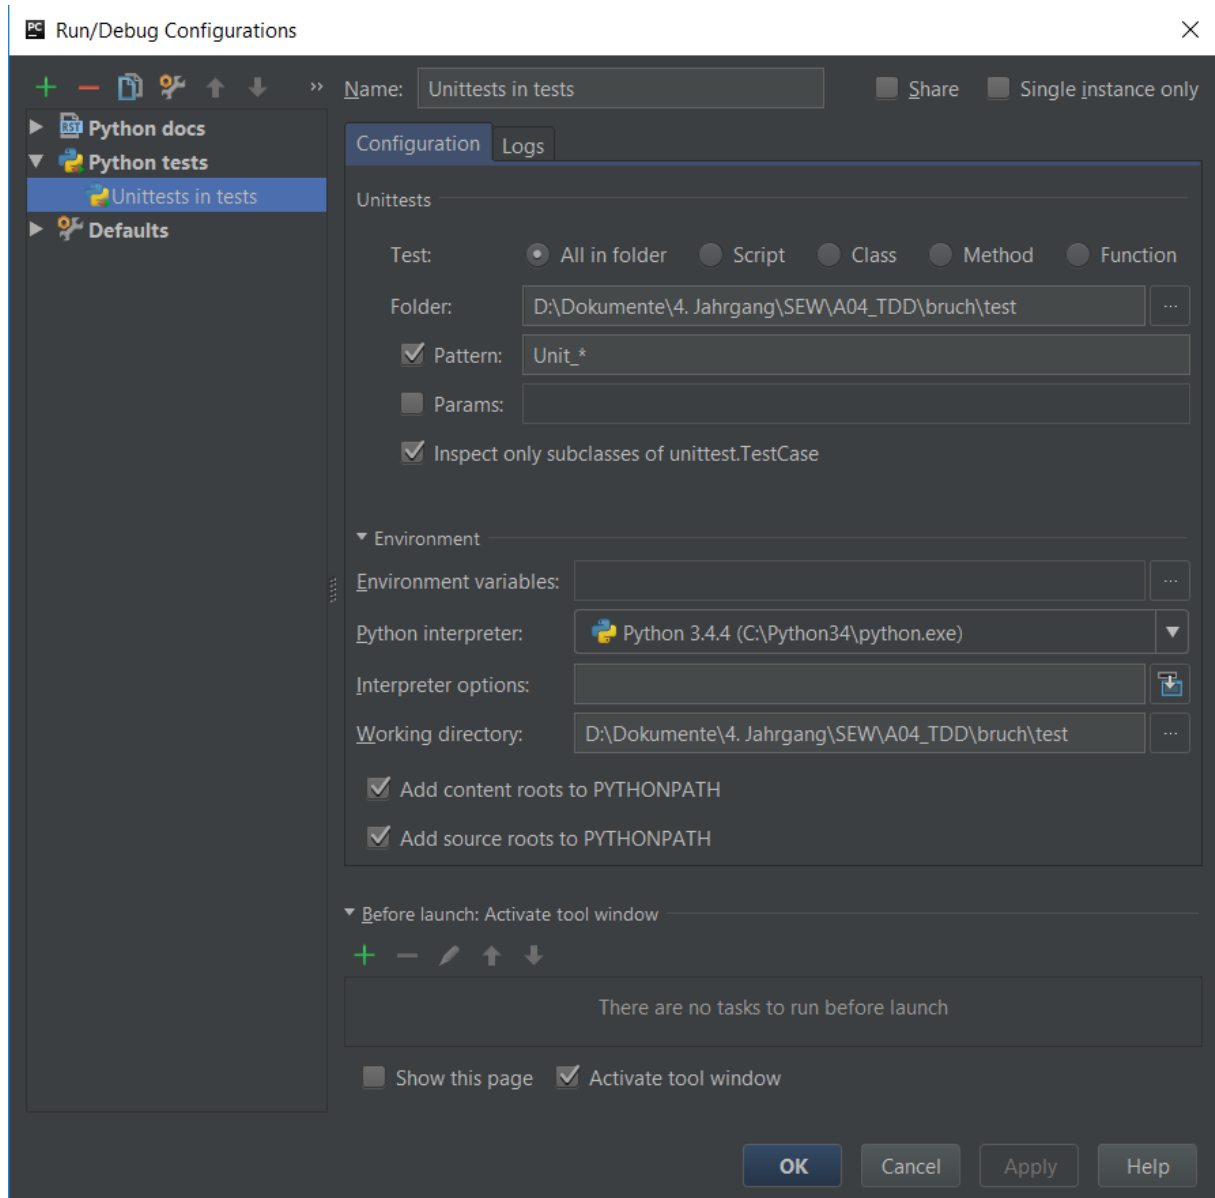 PC Run/Debug Configurations
Name: Unittests in tests Share Single instance only
RST Python docs
Python tests
Unittests in tests
Defaults
Configuration Logs
Unittests
Test: All in folder Script Class Method Function
Folder: D:\Dokumente\4. Jahrgang\SEW\A04_TDD\bruch\test ...
Pattern: Unit_*
Params:
Inspect only subclasses of unittest.TestCase
Environment
Environment variables: ...
Python interpreter: Python 3.4.4 (C:\Python34\python.exe)
Interpreter options:
Working directory: D:\Dokumente\4. Jahrgang\SEW\A04_TDD\bruch\test ...
Add content roots to PYTHONPATH
Add source roots to PYTHONPATH
Before launch: Activate tool window
There are no tasks to run before launch
Show this page Activate tool window
OK Cancel Apply Help